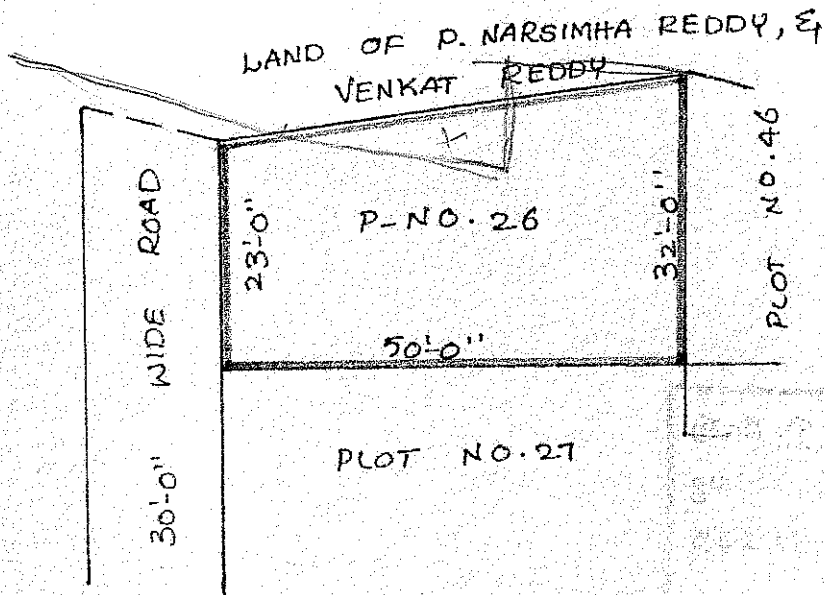 LAND OF P. NARSIMHA REDDY, &
VENKAT REDDY
30'-0" WIDE ROAD
23'-0"
P-NO. 26
32'-0"
PLOT NO. 46
50'-0"
PLOT NO. 27